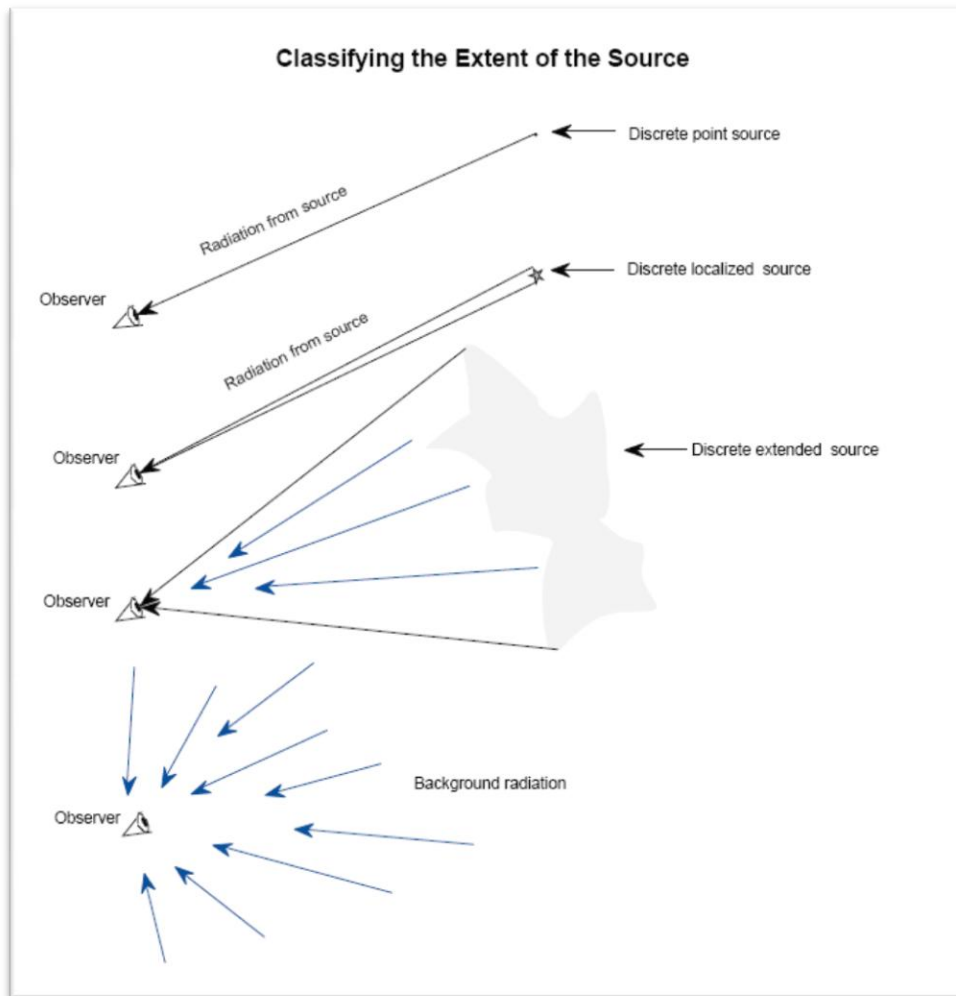 Classifying the Extent of the Source
Discrete point source
Radiation from source
Discrete localized source
Observer
Radiation from source
Discrete extended source
Observer
Observer
Background radiation
Observer